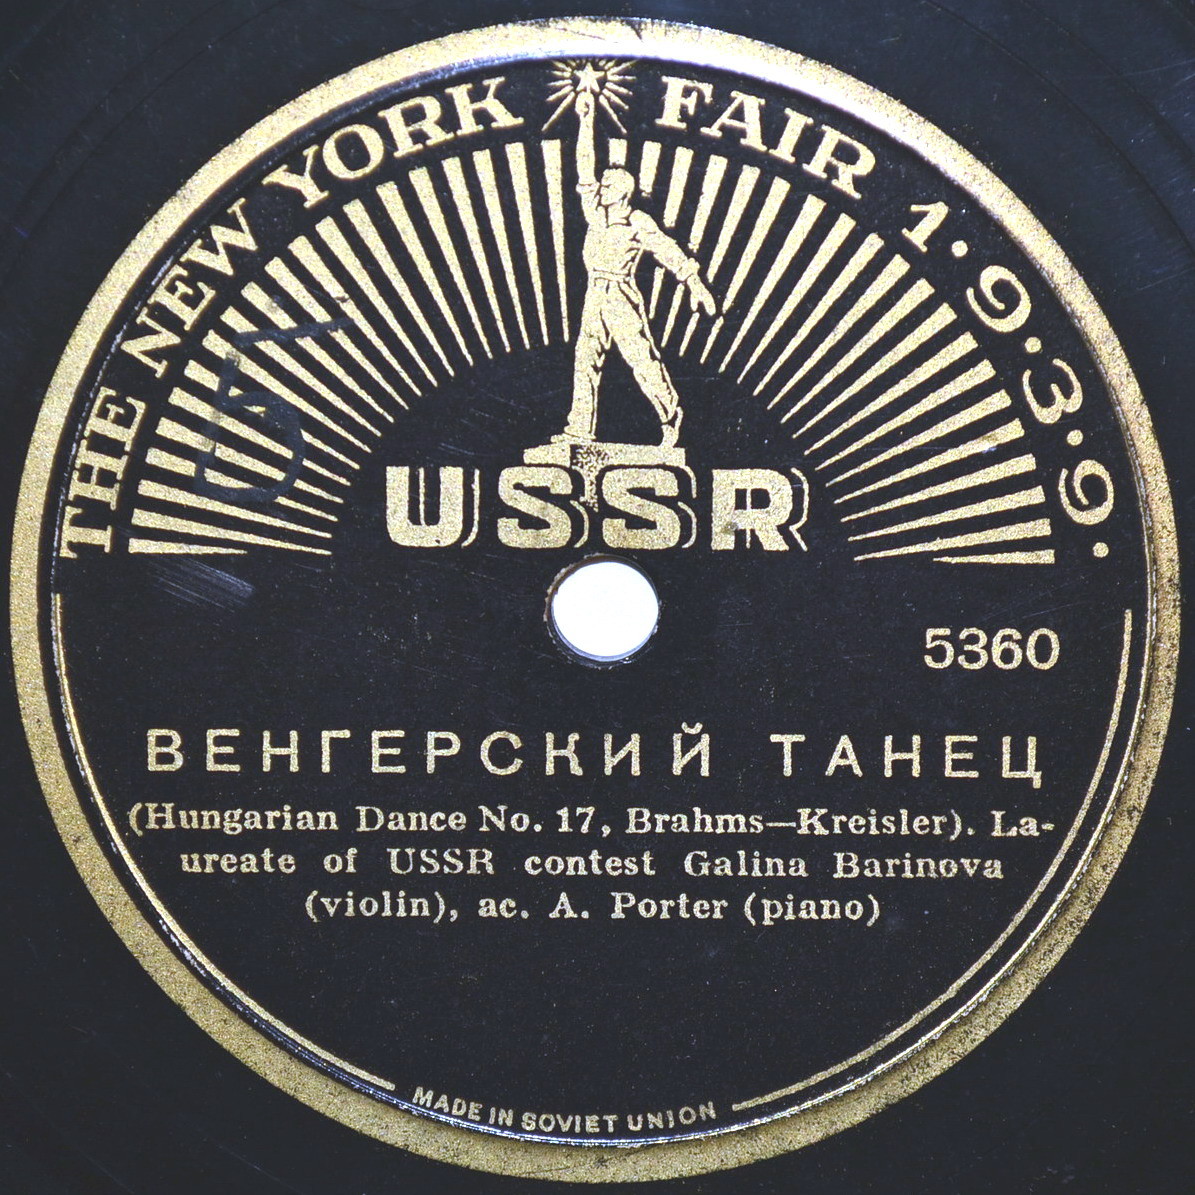 THE NEW YORK FAIR 1.9.3.9.
USSR
5360
ВЕНГЕРСКИЙ ТАНЕЦ
(Hungarian Dance No. 17, Brahms—Kreisler). La-
ureate of USSR contest Galina Barinova
(violin), ac. A. Porter (piano)
MADE IN SOVIET UNION